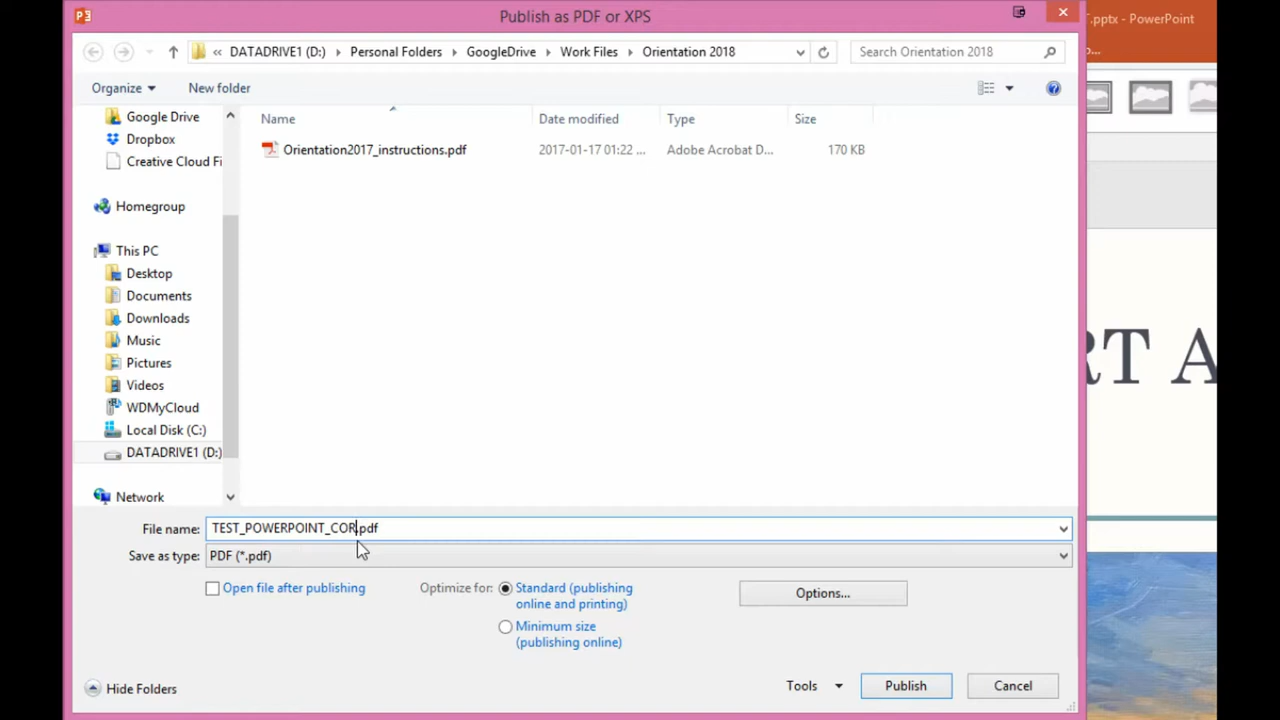 Publish as PDF or XPS
T.pptx - PowerPoint
« DATADRIVE1 (D:) Personal Folders GoogleDrive Work Files Orientation 2018
Search Orientation 2018
Organize
New folder
Name
Date modified
Type
Size
Google Drive
Dropbox
Creative Cloud Fi
Homegroup
This PC
Desktop
Documents
Downloads
Music
Pictures
Videos
WDMyCloud
Local Disk (C:)
DATADRIVE1 (D:)
Network
Orientation2017_instructions.pdf
2017-01-17 01:22 ...
Adobe Acrobat D...
170 KB
RT A
File name: TEST_POWERPOINT_COR.pdf
Save as type: PDF (*.pdf)
Open file after publishing
Optimize for:
Standard (publishing
online and printing)
Minimum size
(publishing online)
Options...
Hide Folders
Tools
Publish
Cancel